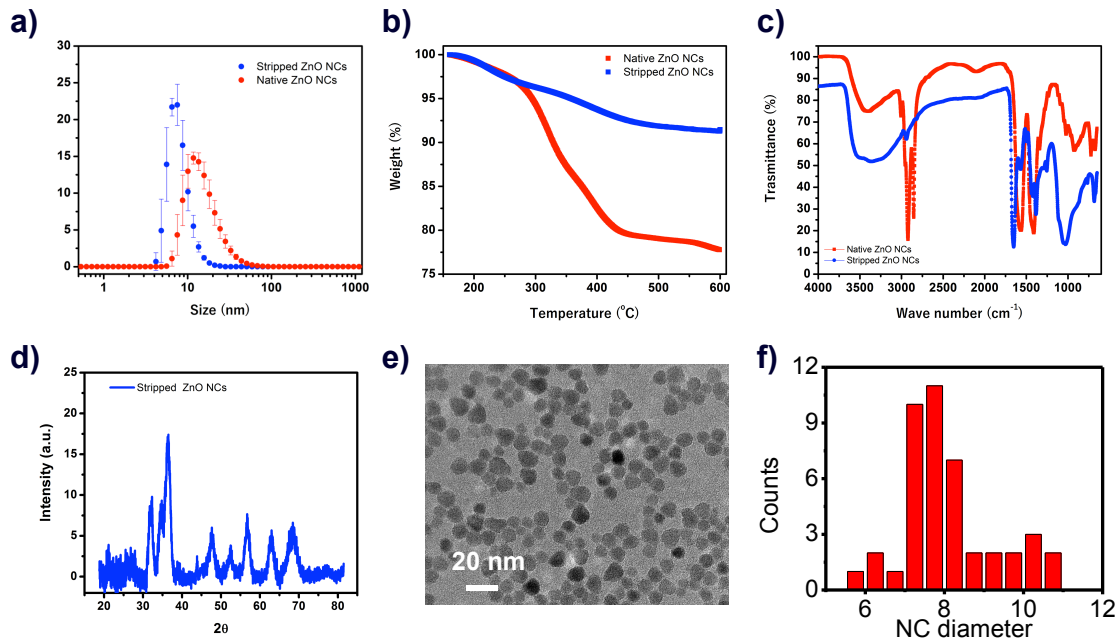 a)
30
25
20
15
10
5
0
Stripped ZnO NCs
Native ZnO NCs
1
10
100
1000
Size (nm)
b)
100
95
90
85
80
75
Weight (%)
Native ZnO NCs
Stripped ZnO NCs
200
300
400
500
600
Temperature (°C)
c)
100
90
80
70
60
50
40
30
20
10
0
Trasmittance (%)
Native ZnO NCs
Stripped ZnO NCs
4000
3500
3000
2500
2000
1500
1000
Wave number (cm⁻¹)
d)
25
20
15
10
5
0
Intensity (a.u.)
Stripped ZnO NCs
20
30
40
50
60
70
80
2θ
e)
20 nm
f)
12
9
6
3
0
Counts
6
8
10
12
NC diameter